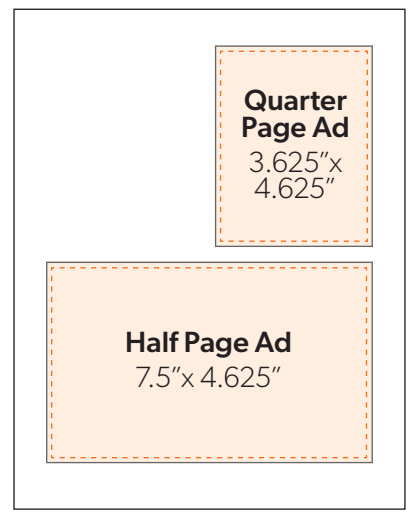 Quarter
Page Ad
3.625”x
4.625”
Half Page Ad
7.5”x 4.625”